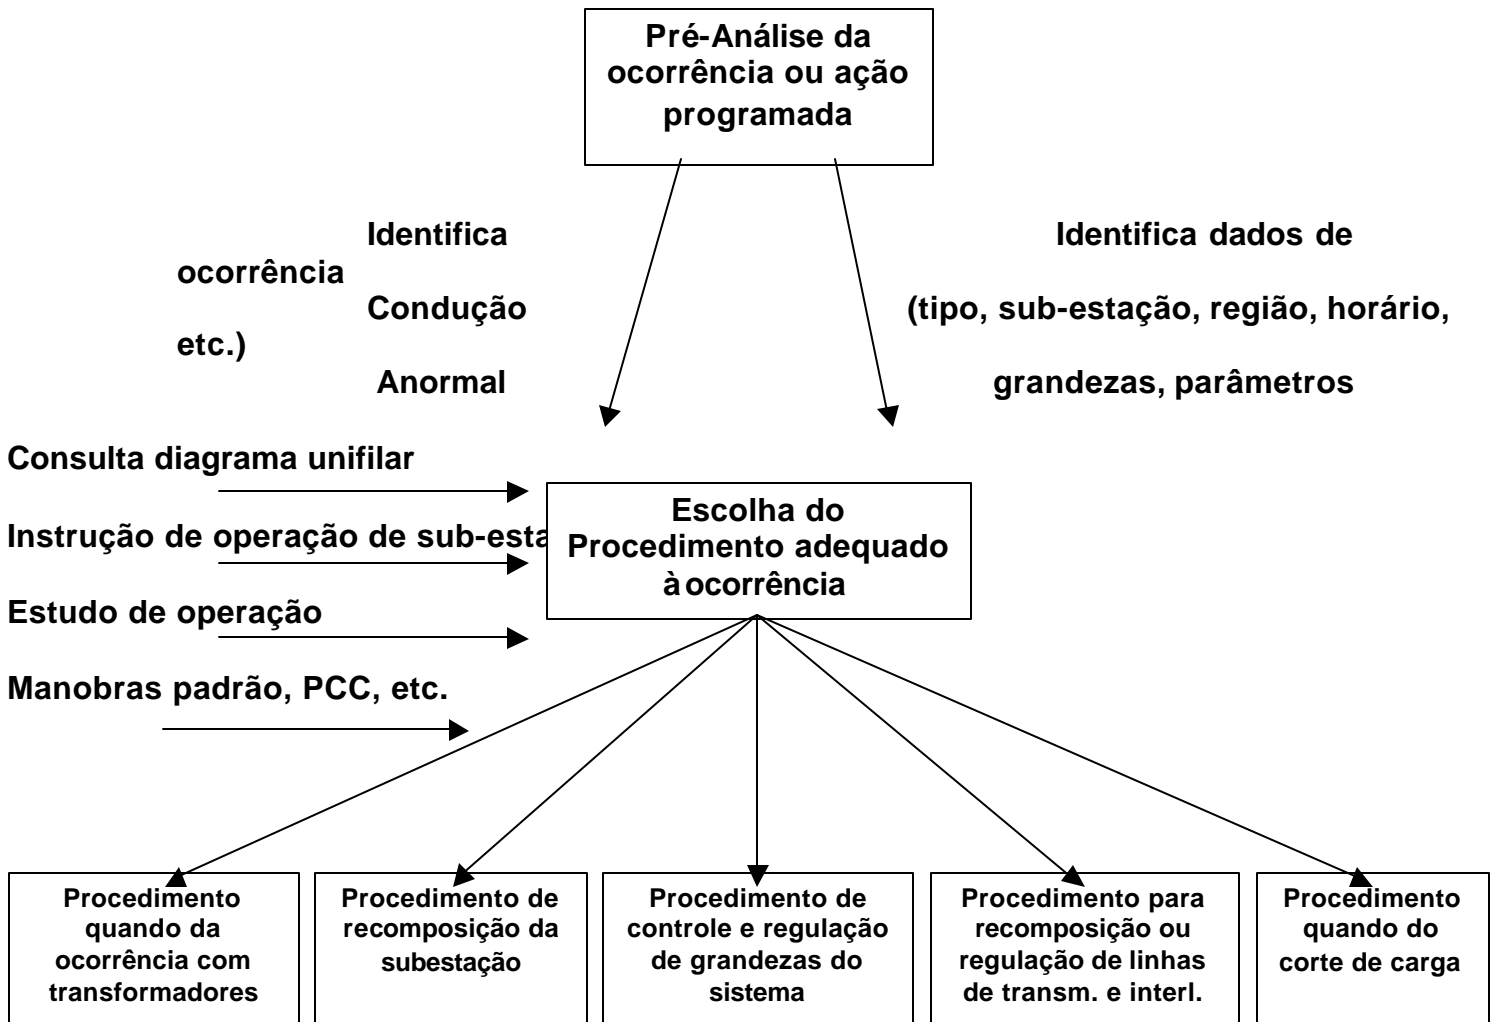 Pré-Análise da
ocorrência ou ação
programada
Identifica
Identifica dados de
ocorrência
Condução
(tipo, sub-estação, região, horário,
etc.)
Anormal
grandezas, parâmetros
Consulta diagrama unifilar
Instrução de operação de sub-esta
Estudo de operação
Manobras padrão, PCC, etc.
Escolha do
Procedimento adequado
à ocorrência
Procedimento
quando da
ocorrência com
transformadores
Procedimento de
recomposição da
subestação
Procedimento de
controle e regulação
de grandezas do
sistema
Procedimento para
recomposição ou
regulação de linhas
de transm. e interl.
Procedimento
quando do
corte de carga